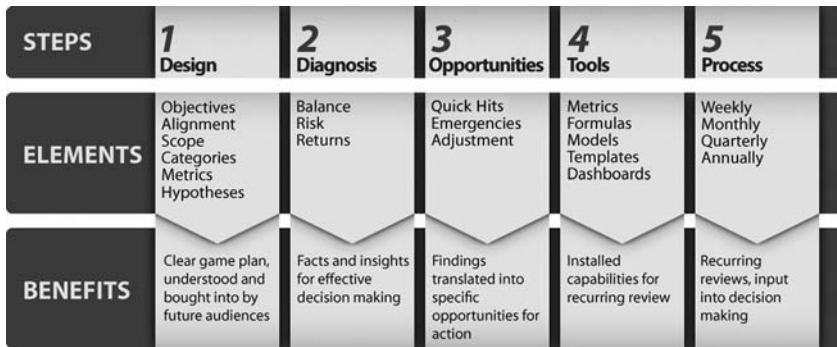 STEPS
1
Design
2
Diagnosis
3
Opportunities
4
Tools
5
Process
ELEMENTS
Objectives
Alignment
Scope
Categories
Metrics
Hypotheses
Balance
Risk
Returns
Quick Hits
Emergencies
Adjustment
Metrics
Formulas
Models
Templates
Dashboards
Weekly
Monthly
Quarterly
Annually
BENEFITS
Clear game plan,
understood and
bought into by
future audiences
Facts and insights
for effective
decision making
Findings
translated into
specific
opportunities for
action
Installed
capabilities for
recurring review
Recurring
reviews, input
into decision
making